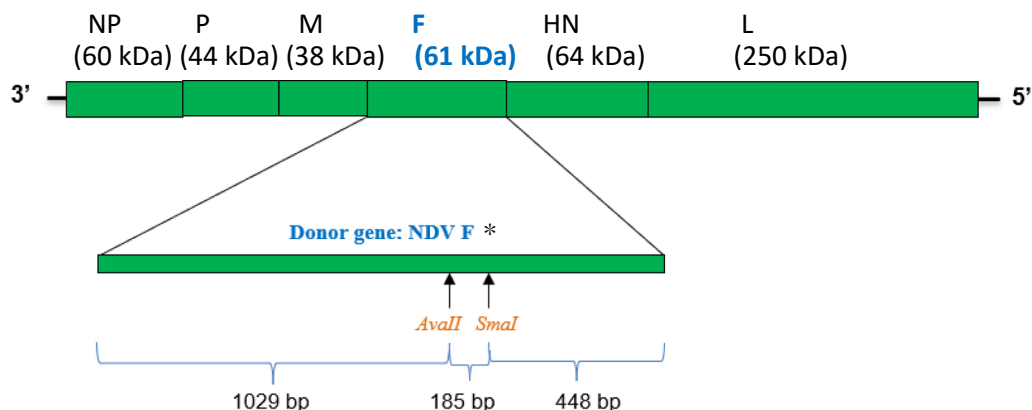 NP P M F HN L
(60 kDa) (44 kDa) (38 kDa) (61 kDa) (64 kDa) (250 kDa)
3’ 5’
Donor gene: NDV F *
AvaII SmaI
1029 bp 185 bp 448 bp